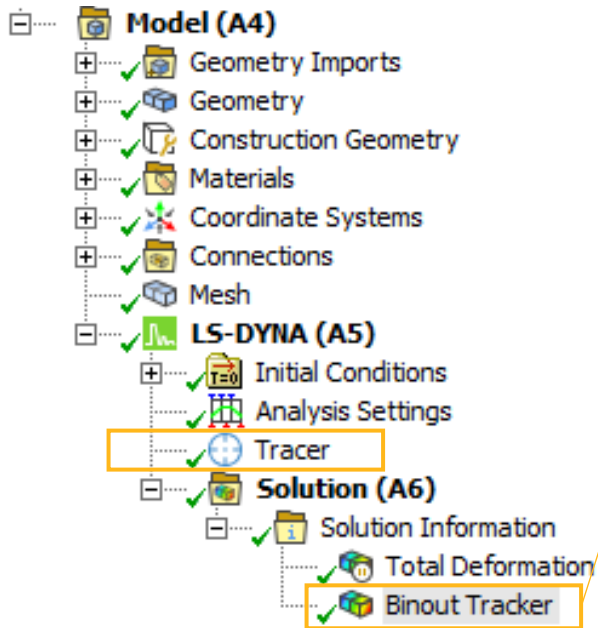 Model (A4)
Geometry Imports
Geometry
Construction Geometry
Materials
Coordinate Systems
Connections
Mesh
LS-DYNA (A5)
T=0 Initial Conditions
Analysis Settings
Tracer
Solution (A6)
Solution Information
Total Deformation
Binout Tracker